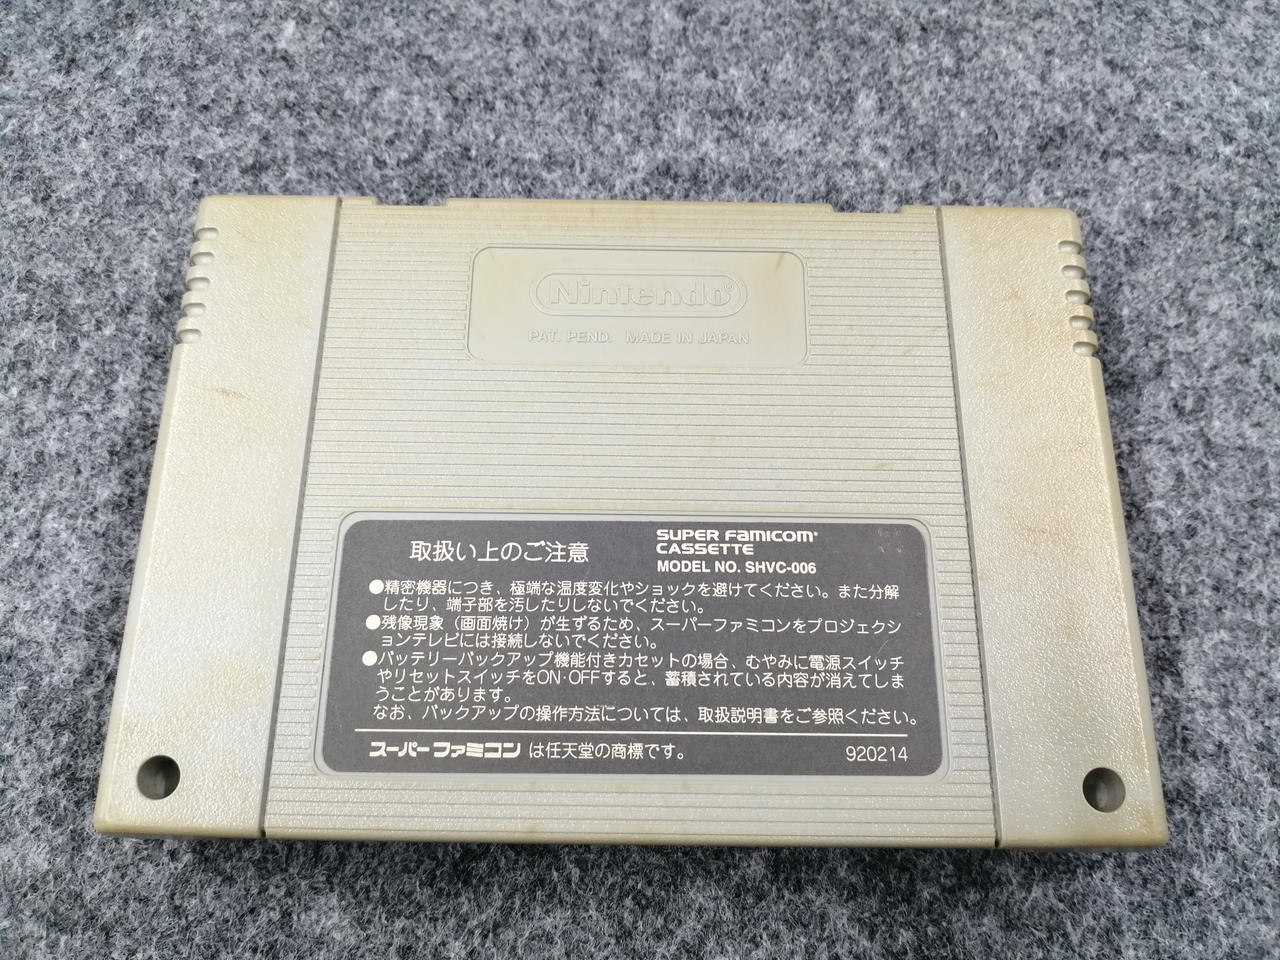 Nintendo®
PAT. PEND. MADE IN JAPAN
取扱い上のご注意
SUPER FAMICOM®
CASSETTE
MODEL NO. SHVC-006
●精密機器につき、極端な温度変化やショックを避けてください。また分解
したり、端子部を汚したりしないでください。
●残像現象（画面焼け）が生ずるため、スーパーファミコンをプロジェクシ
ョンテレビには接続しないでください。
●バッテリーバックアップ機能付きカセットの場合、むやみに電源スイッチ
やリセットスイッチをON・OFFすると、蓄積されている内容が消えてしま
うことがあります。
なお、バックアップの操作方法については、取扱説明書をご参照ください。
スーパーファミコンは任天堂の商標です。
920214